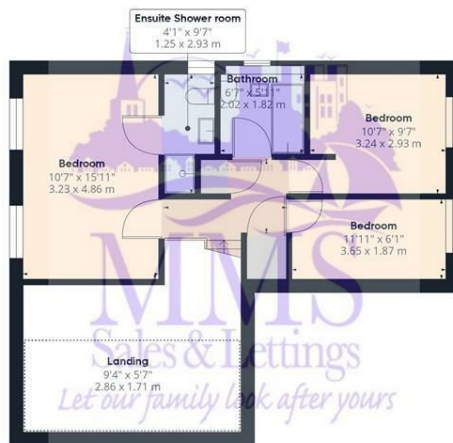 Ensuite Shower room
4'1" x 9'7"
1.25 x 2.93 m
Bathroom
6'7" x 5'11"
2.02 x 1.82 m
Bedroom
10'7" x 9'7"
3.24 x 2.93 m
Bedroom
10'7" x 15'11"
3.23 x 4.86 m
Bedroom
11'11" x 6'1"
3.65 x 1.87 m
MMS
Sales & Lettings
Landing
9'4" x 5'7"
2.86 x 1.71 m
Let our family look after yours